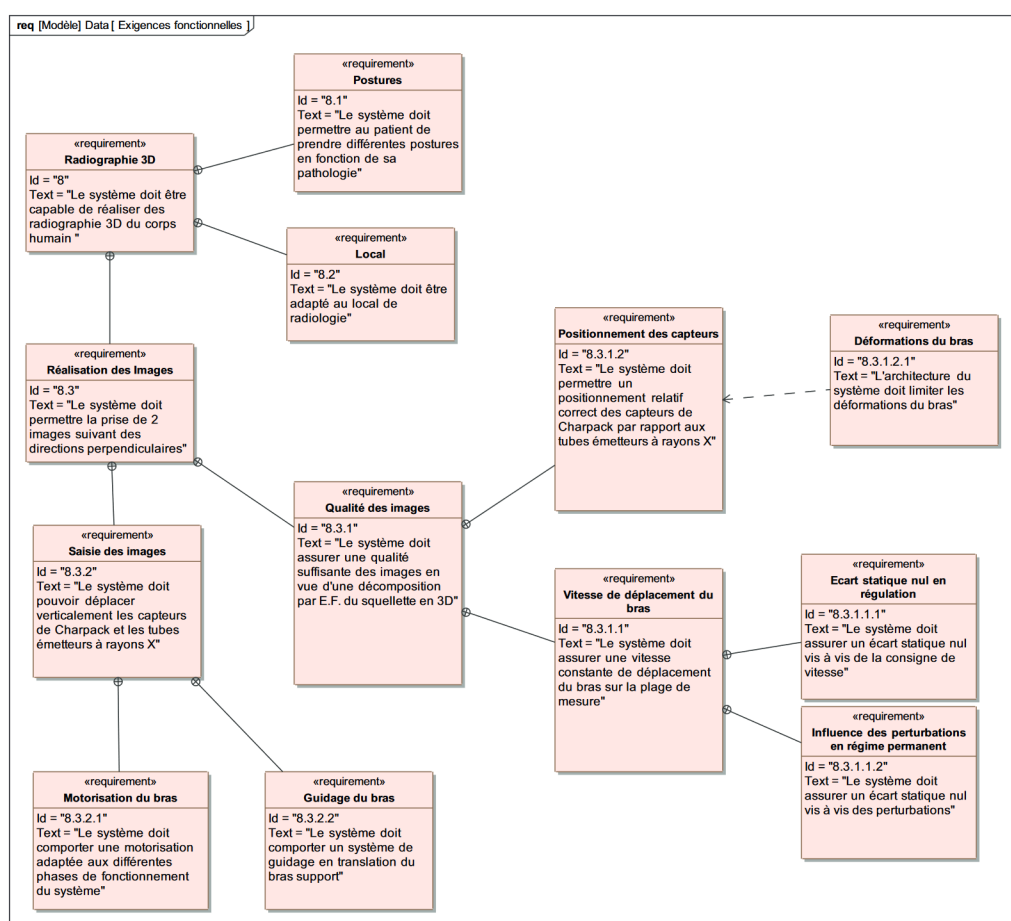 req [Modèle] Data [ Exigences fonctionnelles ]
«requirement»
Postures
Id = "8.1"
Text = "Le système doit
permettre au patient de
prendre différentes postures
en fonction de sa
pathologie"
«requirement»
Radiographie 3D
Id = "8"
Text = "Le système doit être
capable de réaliser des
radiographie 3D du corps
humain "
«requirement»
Local
Id = "8.2"
Text = "Le système doit être
adapté au local de
radiologie"
«requirement»
Réalisation des Images
Id = "8.3"
Text = "Le système doit
permettre la prise de 2
images suivant des
directions perpendiculaires"
«requirement»
Positionnement des capteurs
Id = "8.3.1.2"
Text = "Le système doit
permettre un
positionnement relatif
correct des capteurs de
Charpack par rapport aux
tubes émetteurs à rayons X"
«requirement»
Déformations du bras
Id = "8.3.1.2.1"
Text = "L'architecture du
système doit limiter les
déformations du bras"
«requirement»
Qualité des images
Id = "8.3.1"
Text = "Le système doit
assurer une qualité
suffisante des images en
vue d'une décomposition
par E.F. du squellette en 3D"
«requirement»
Saisie des images
Id = "8.3.2"
Text = "Le système doit
pouvoir déplacer
verticalement les capteurs
de Charpack et les tubes
émetteurs à rayons X"
«requirement»
Vitesse de déplacement du
bras
Id = "8.3.1.1"
Text = "Le système doit
assurer une vitesse
constante de déplacement
du bras sur la plage de
mesure"
«requirement»
Ecart statique nul en
régulation
Id = "8.3.1.1.1"
Text = "Le système doit
assurer un écart statique nul
vis à vis de la consigne de
vitesse"
«requirement»
Influence des perturbations
en régime permanent
Id = "8.3.1.1.2"
Text = "Le système doit
assurer un écart statique nul
vis à vis des perturbations"
«requirement»
Motorisation du bras
Id = "8.3.2.1"
Text = "Le système doit
comporter une motorisation
adaptée aux différentes
phases de fonctionnement
du système"
«requirement»
Guidage du bras
Id = "8.3.2.2"
Text = "Le système doit
comporter un système de
guidage en translation du
bras support"